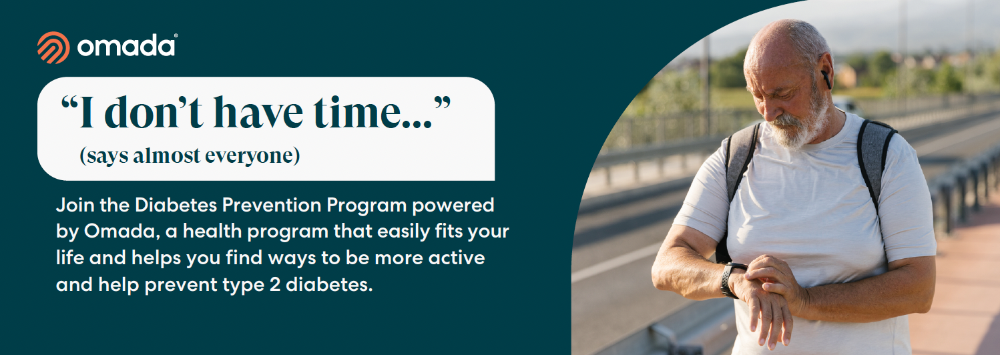 omada®
“I don’t have time...”
(says almost everyone)
Join the Diabetes Prevention Program powered
by Omada, a health program that easily fits your
life and helps you find ways to be more active
and help prevent type 2 diabetes.